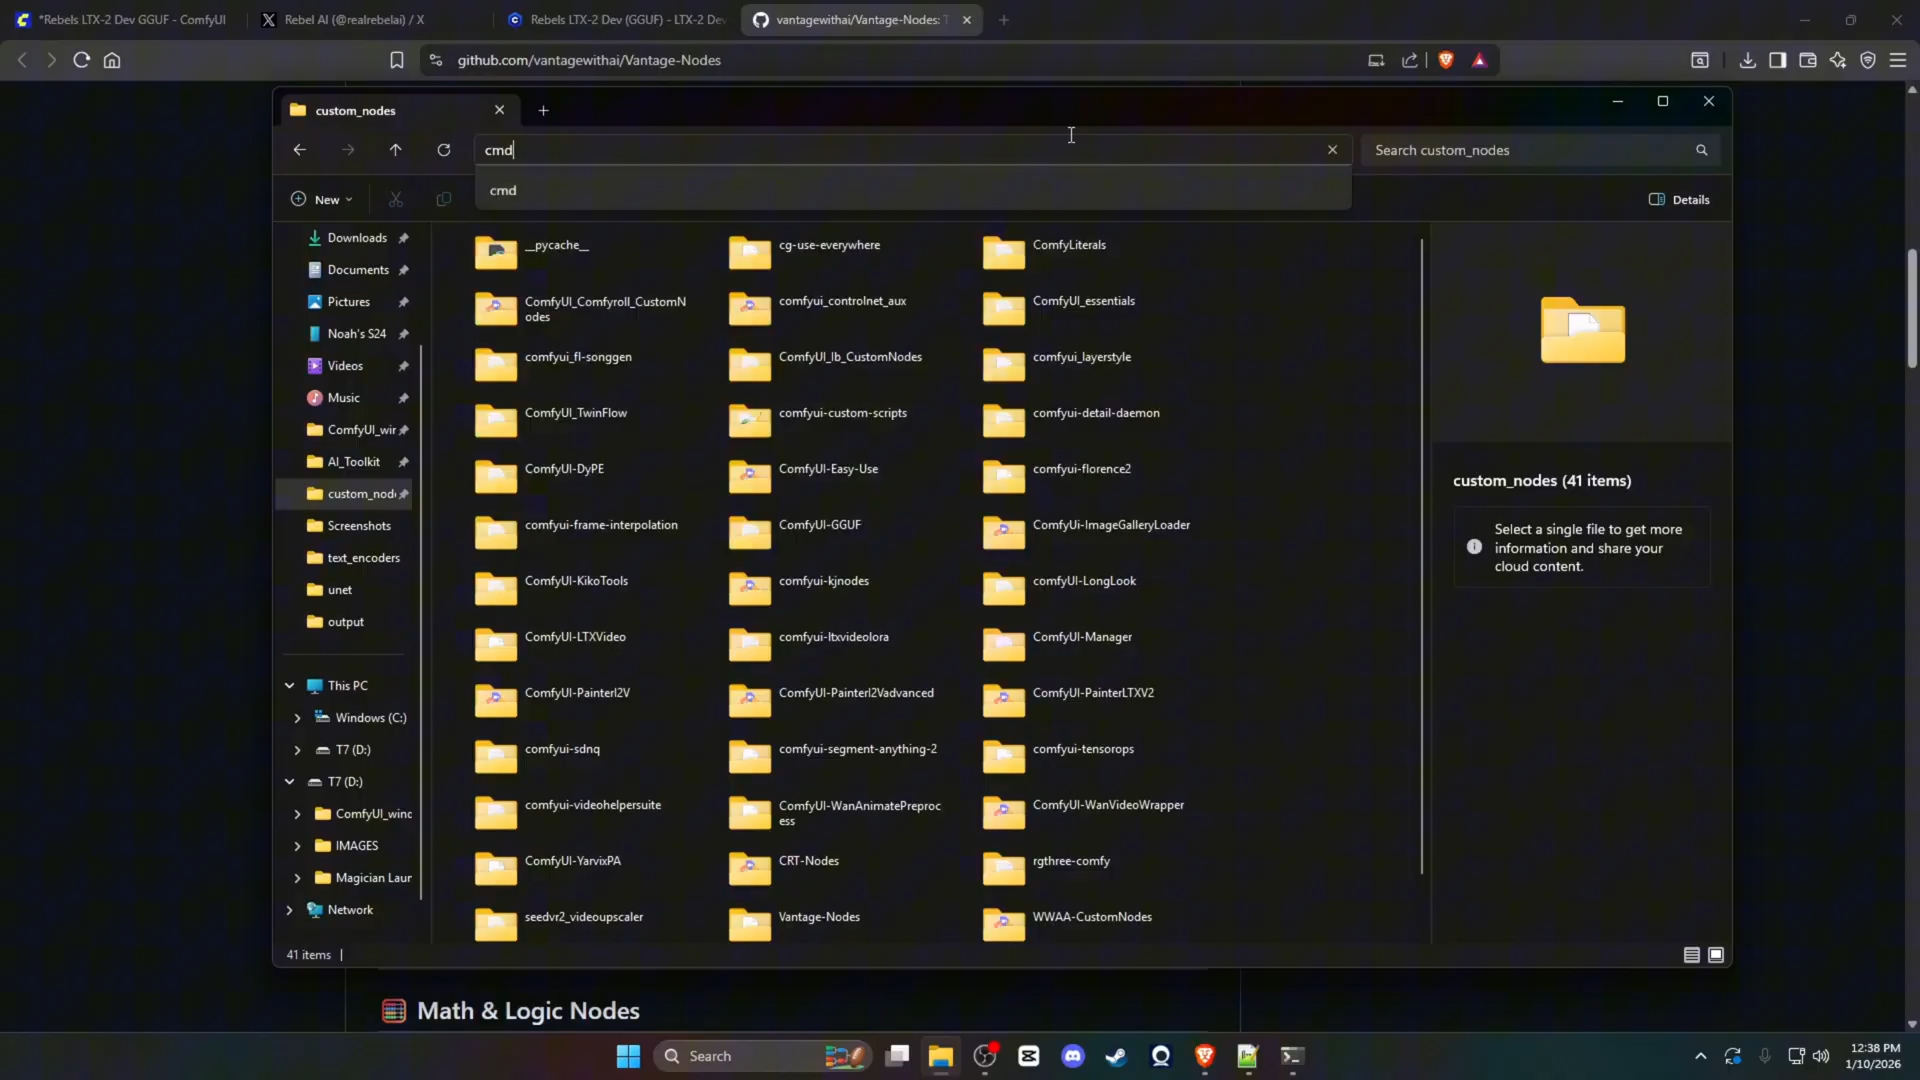 *Rebels LTX-2 Dev GGUF - ComfyUI
Rebel AI (@realrebelai) / X
Rebels LTX-2 Dev (GGUF) - LTX-2 Dev
vantagewithai/Vantage-Nodes: T
github.com/vantagewithai/Vantage-Nodes
custom_nodes
cmd
Search custom_nodes
cmd
New
Details
Downloads
Documents
Pictures
Noah's S24
Videos
Music
ComfyUI_wir
AI_Toolkit
custom_nod
Screenshots
text_encoders
unet
output
This PC
Windows (C:)
T7 (D:)
T7 (D:)
ComfyUI_winc
IMAGES
Magician Laur
Network
__pycache__
cg-use-everywhere
ComfyLiterals
ComfyUI_Comfyroll_CustomN
odes
comfyui_controlnet_aux
ComfyUI_essentials
comfyui_fl-songgen
ComfyUI_lb_CustomNodes
comfyui_layerstyle
ComfyUI_TwinFlow
comfyui-custom-scripts
comfyui-detail-daemon
ComfyUI-DyPE
ComfyUI-Easy-Use
comfyui-florence2
comfyui-frame-interpolation
ComfyUI-GGUF
ComfyUi-ImageGalleryLoader
ComfyUI-KikoTools
comfyui-kjnodes
comfyUI-LongLook
ComfyUI-LTXVideo
comfyui-ltxvideolora
ComfyUI-Manager
ComfyUI-PainterI2V
ComfyUI-PainterI2Vadvanced
ComfyUI-PainterLTXV2
comfyui-sdnq
comfyui-segment-anything-2
comfyui-tensorops
comfyui-videohelpersuite
ComfyUI-WanAnimatePreproc
ess
ComfyUI-WanVideoWrapper
ComfyUI-YarvixPA
CRT-Nodes
rgthree-comfy
seedvr2_videoupscaler
Vantage-Nodes
WWAA-CustomNodes
custom_nodes (41 items)
Select a single file to get more
information and share your
cloud content.
41 items
Math & Logic Nodes
Search
12:38 PM
1/10/2026